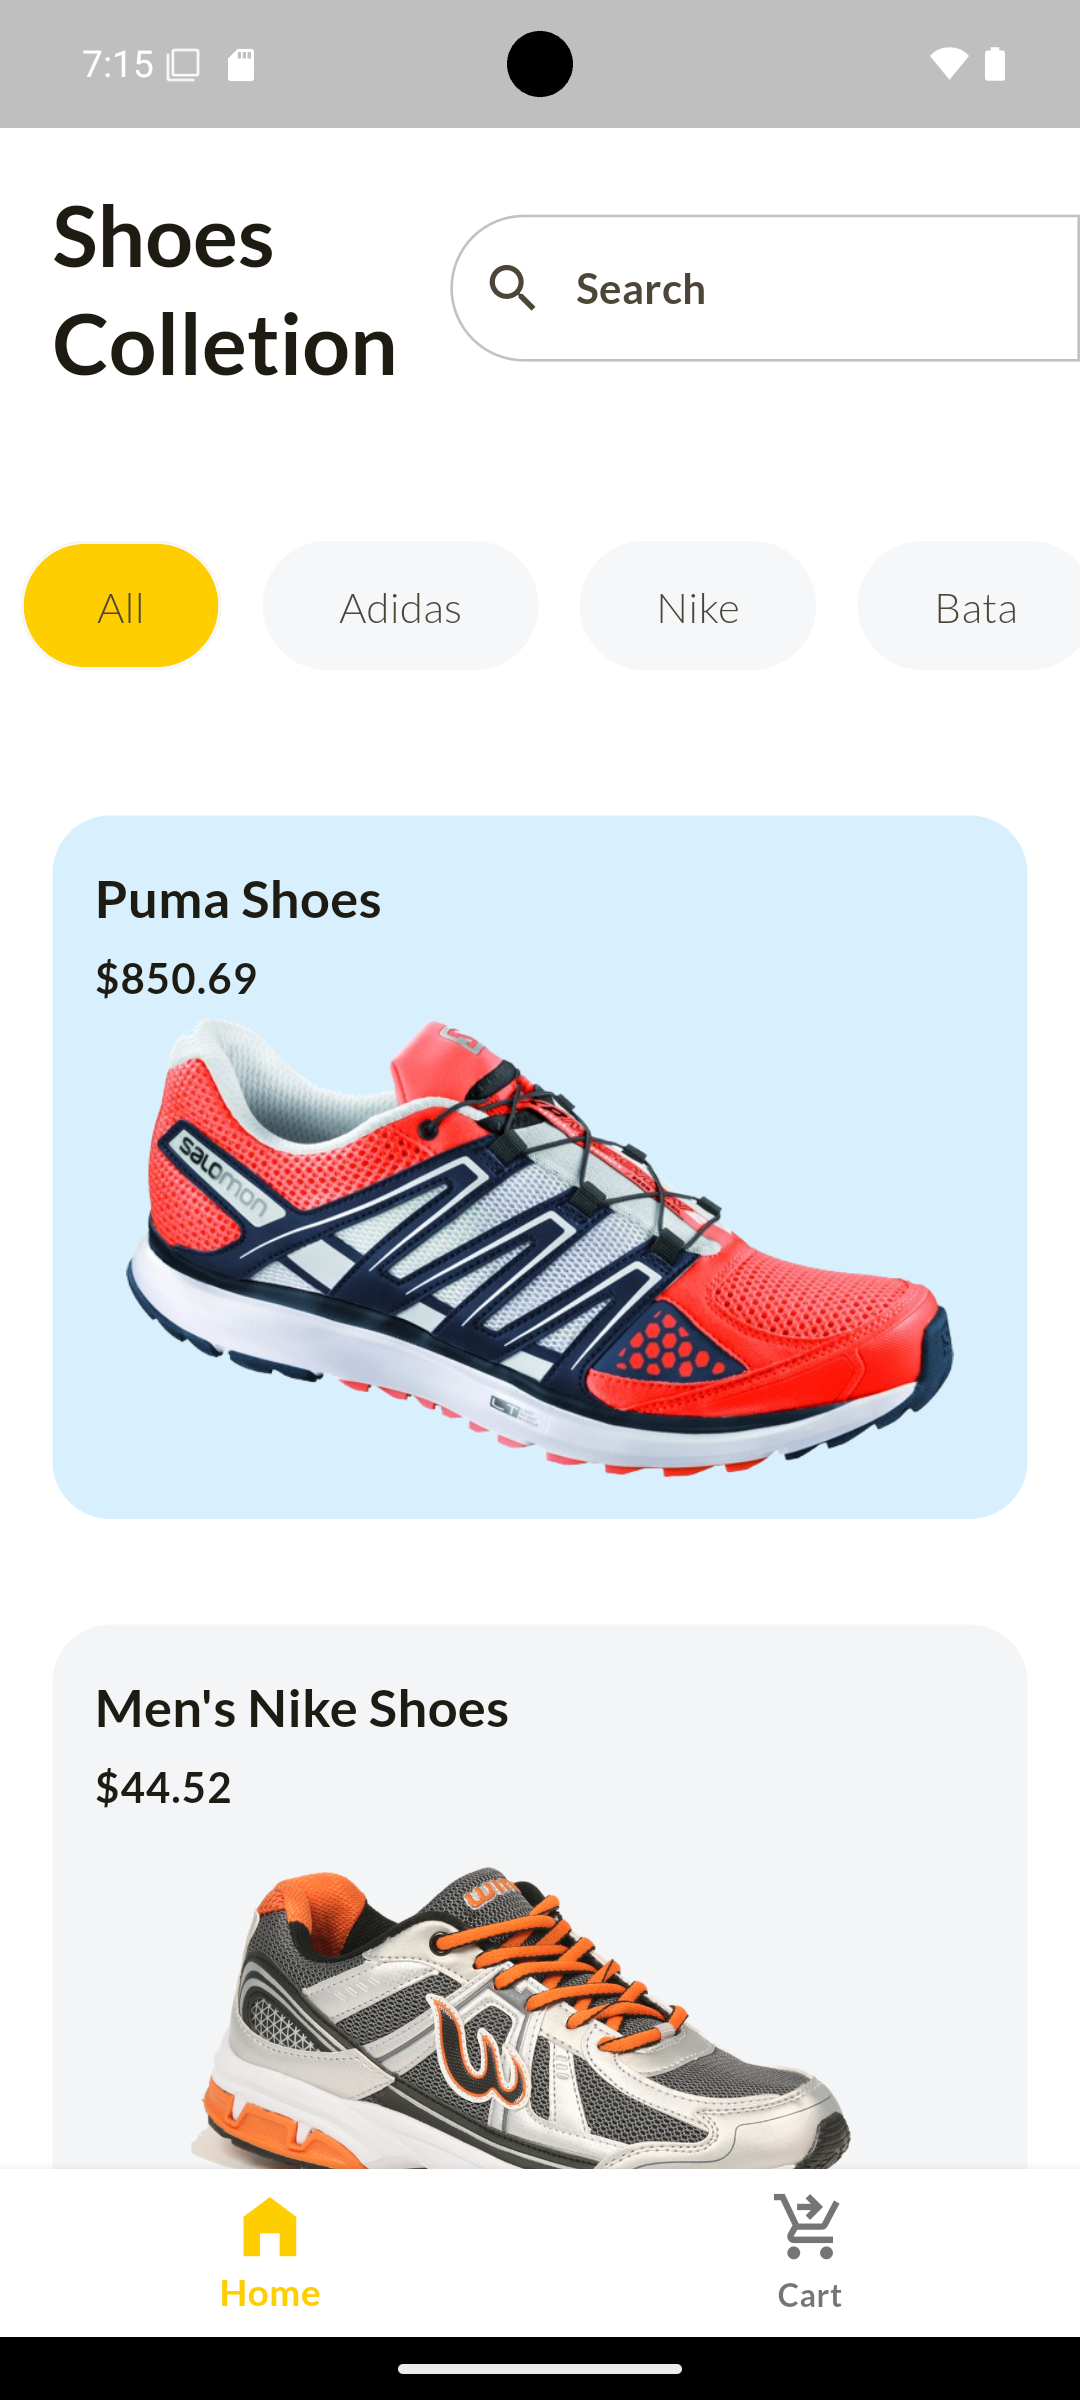 7:15
Shoes
Colletion
Search
All
Adidas
Nike
Bata
Puma Shoes
$850.69
salomon
LT
Men's Nike Shoes
$44.52
Home
Cart